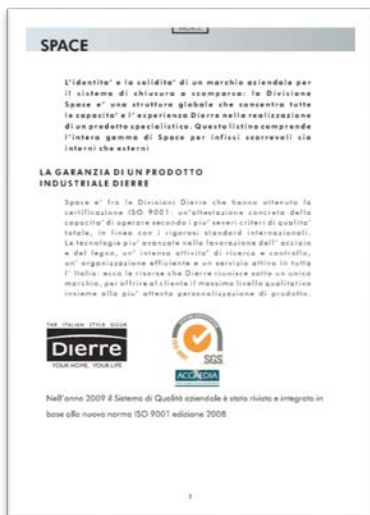 SPACE
L'identita' e la solidita' di un marchio aziendale per
il sistema di chiusura a scomparsa: la Divisione
Space e' una struttura globale che concentra tutte
le capacita' e l' esperienza Dierre nella realizzazione
di un prodotto specialistico. Questo listino comprende
l'intera gamma di Space per infissi scorrevoli sia
interni che esterni
LA GARANZIA DI UN PRODOTTO
INDUSTRIALE DIERRE
Space e' fra le Divisioni Dierre che hanno ottenuto la
certificazione ISO 9001: un'attestazione concreta della
capacita' di operare secondo i piu' severi criteri di qualita'
totale, in linea con i rigorosi standard internazionali.
Le tecnologie piu' avanzate nella lavorazione dell' acciaio
e del legno, un' intensa attivita' di ricerca e controllo,
un' organizzazione efficiente e un servizio attivo in tutta
l' Italia: ecco le risorse che Dierre riunisce sotto un unico
marchio, per offrire al cliente il massimo livello qualitativo
insieme alla piu' attenta personalizzazione di prodotto.
THE ITALIAN STYLE DOOR
Dierre
YOUR HOME, YOUR LIFE
ISO 9001
SGS
ACCREDIA
Nell'anno 2009 il Sistema di Qualità aziendale è stato rivisto e integrato in
base alla nuova norma ISO 9001 edizione 2008
2